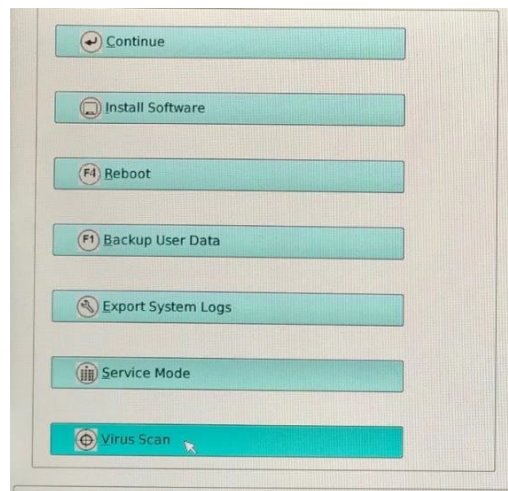 Continue
Install Software
F4 Reboot
F1 Backup User Data
Export System Logs
Service Mode
Virus Scan